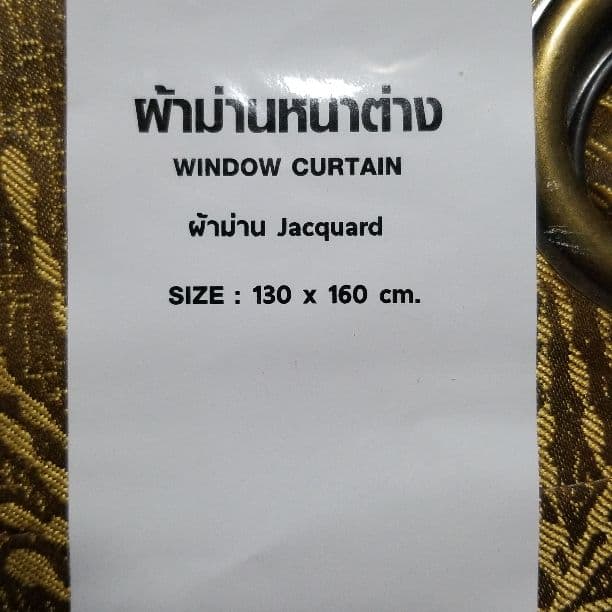 ผ้าม่านหน้าต่าง
WINDOW CURTAIN
ผ้าม่าน Jacquard
SIZE : 130 x 160 cm.